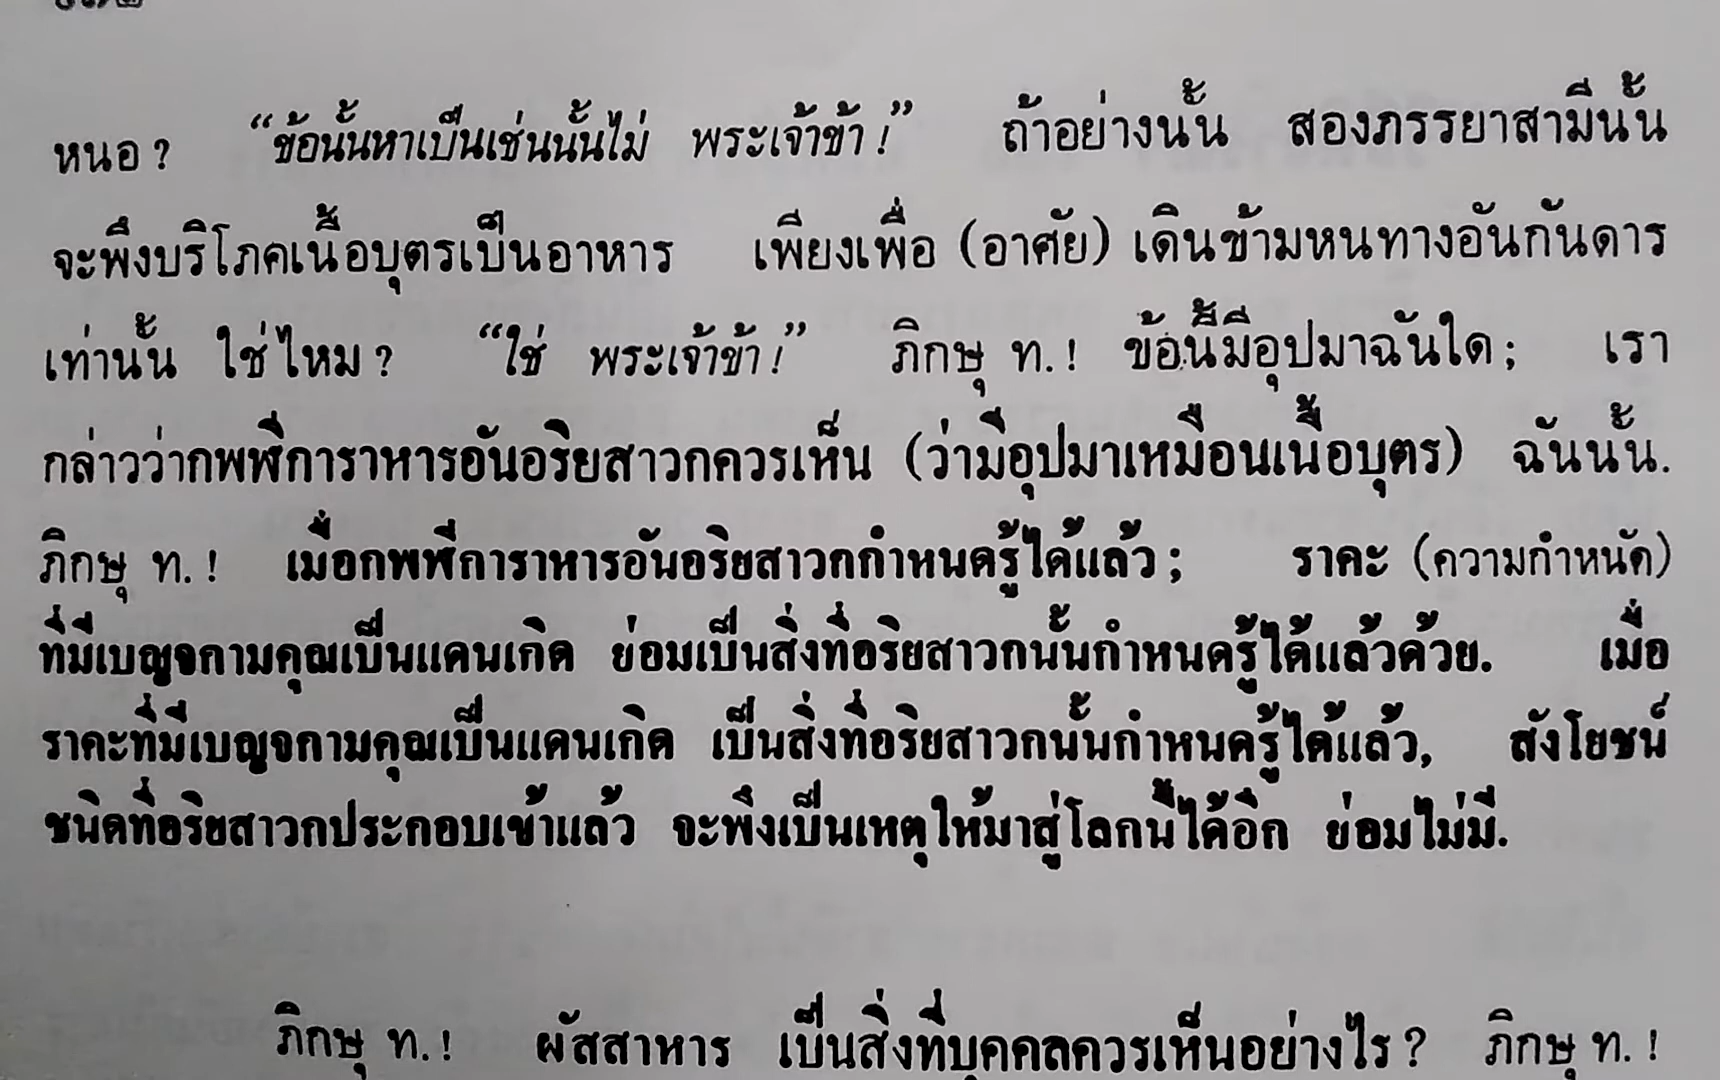 หนอ? “ข้อนั้นหาเป็นเช่นนั้นไม่ พระเจ้าข้า!” ถ้าอย่างนั้น สองภรรยาสามีนั้น
จะพึงบริโภคเนื้อบุตรเป็นอาหาร เพียงเพื่อ (อาศัย) เดินข้ามหนทางอันกันดาร
เท่านั้น ใช่ไหม? “ใช่ พระเจ้าข้า!” ภิกษุ ท.! ข้อนี้มีอุปมาฉันใด; เรา
กล่าวว่ากพฬีการาหารอันอริยสาวกควรเห็น (ว่ามีอุปมาเหมือนเนื้อบุตร) ฉันนั้น.
ภิกษุ ท.! เมื่อกพฬีการาหารอันอริยสาวกกำหนดรู้ได้แล้ว; ราคะ (ความกำหนัด)
ที่มีเบญจกามคุณเป็นแดนเกิด ย่อมเป็นสิ่งที่อริยสาวกนั้นกำหนดรู้ได้แล้วด้วย. เมื่อ
ราคะที่มีเบญจกามคุณเป็นแดนเกิด เป็นสิ่งที่อริยสาวกนั้นกำหนดรู้ได้แล้ว, สังโยชน์
ชนิดที่อริยสาวกประกอบเข้าแล้ว จะพึงเป็นเหตุให้มาสู่โลกนี้ได้อีก ย่อมไม่มี.
ภิกษุ ท.! ผัสสาหาร เป็นสิ่งที่บุคคลควรเห็นอย่างไร? ภิกษุ ท.!